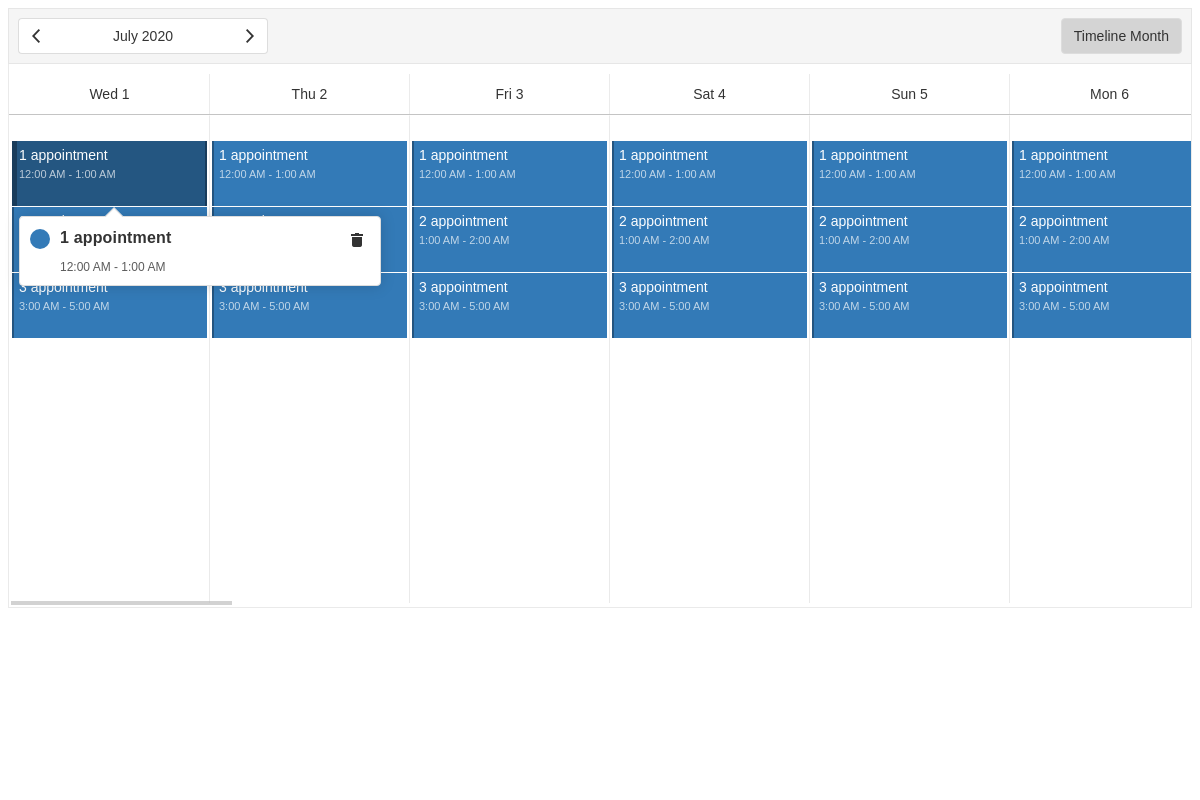 July 2020
Timeline Month
Wed 1
Thu 2
Fri 3
Sat 4
Sun 5
Mon 6
1 appointment
12:00 AM - 1:00 AM
1 appointment
12:00 AM - 1:00 AM
1 appointment
12:00 AM - 1:00 AM
1 appointment
12:00 AM - 1:00 AM
1 appointment
12:00 AM - 1:00 AM
1 appointment
12:00 AM - 1:00 AM
1 appointment
12:00 AM - 1:00 AM
2 appointment
1:00 AM - 2:00 AM
2 appointment
1:00 AM - 2:00 AM
2 appointment
1:00 AM - 2:00 AM
2 appointment
1:00 AM - 2:00 AM
3 appointment
3:00 AM - 5:00 AM
3 appointment
3:00 AM - 5:00 AM
3 appointment
3:00 AM - 5:00 AM
3 appointment
3:00 AM - 5:00 AM
3 appointment
3:00 AM - 5:00 AM
3 appointment
3:00 AM - 5:00 AM